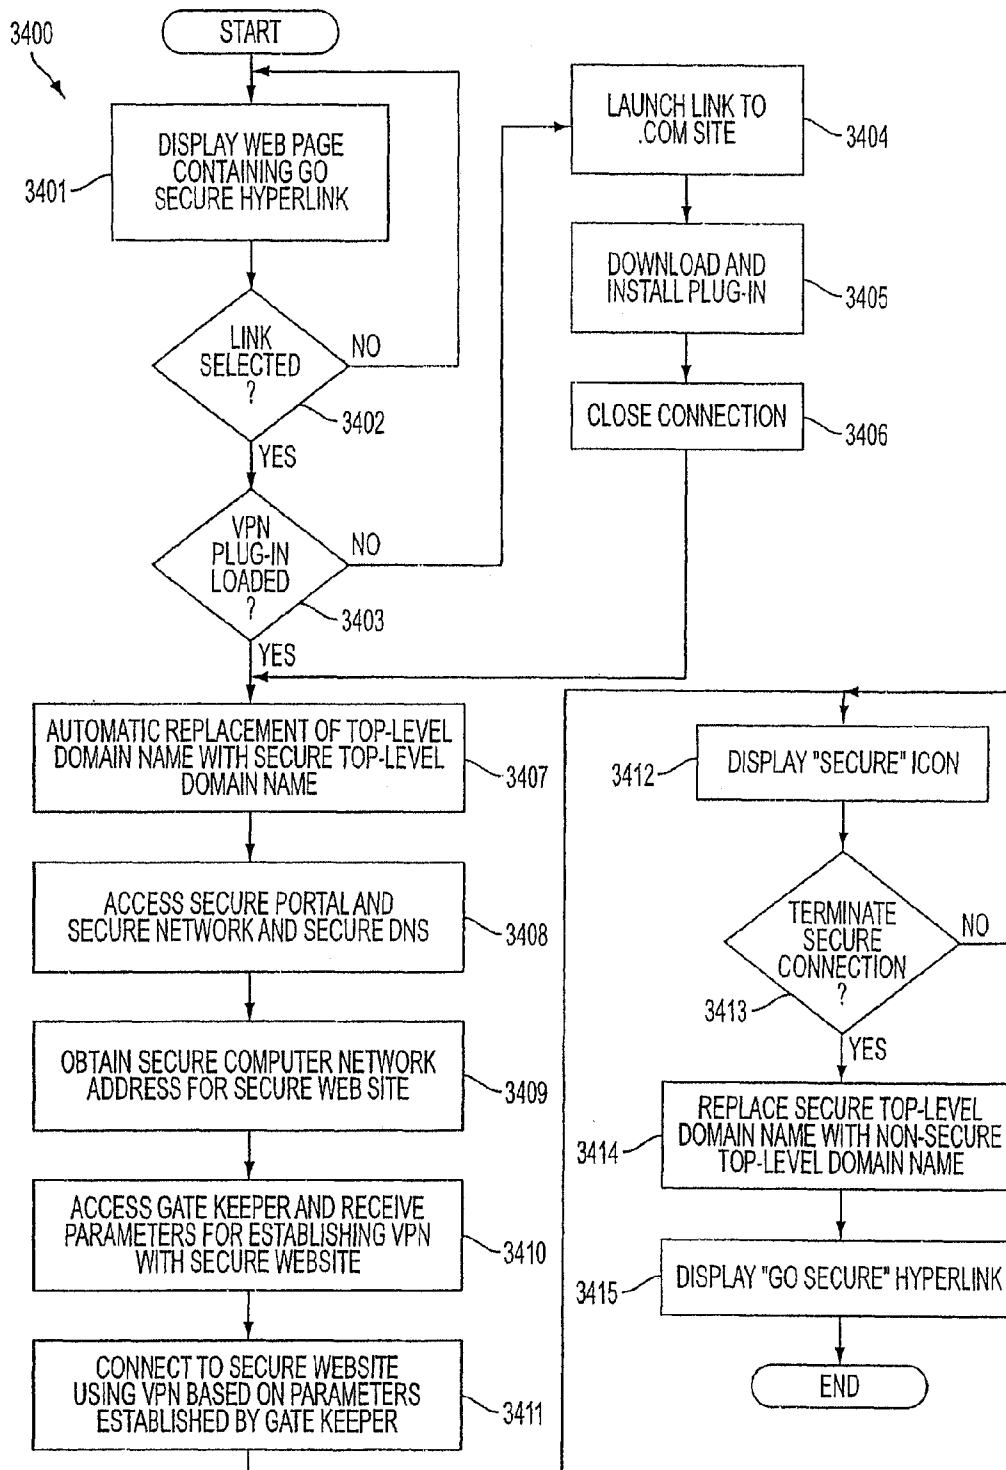 3400
START
3401
DISPLAY WEB PAGE
CONTAINING GO
SECURE HYPERLINK
LINK
SELECTED
?
NO
3402
YES
VPN
PLUG-IN
LOADED
?
NO
3403
YES
LAUNCH LINK TO
.COM SITE
3404
DOWNLOAD AND
INSTALL PLUG-IN
3405
CLOSE CONNECTION
3406
AUTOMATIC REPLACEMENT OF TOP-LEVEL
DOMAIN NAME WITH SECURE TOP-LEVEL
DOMAIN NAME
3407
ACCESS SECURE PORTAL AND
SECURE NETWORK AND SECURE DNS
3408
OBTAIN SECURE COMPUTER NETWORK
ADDRESS FOR SECURE WEB SITE
3409
ACCESS GATE KEEPER AND RECEIVE
PARAMETERS FOR ESTABLISHING VPN
WITH SECURE WEBSITE
3410
CONNECT TO SECURE WEBSITE
USING VPN BASED ON PARAMETERS
ESTABLISHED BY GATE KEEPER
3411
3412
DISPLAY "SECURE" ICON
TERMINATE
SECURE
CONNECTION
?
NO
3413
YES
REPLACE SECURE TOP-LEVEL
DOMAIN NAME WITH NON-SECURE
TOP-LEVEL DOMAIN NAME
3414
DISPLAY "GO SECURE" HYPERLINK
3415
END